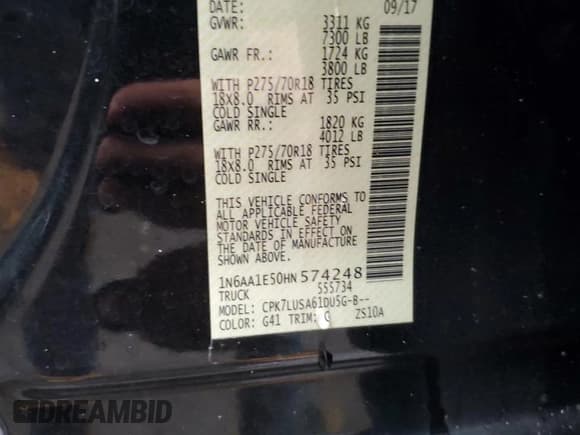 DATE: 09/17
GVWR: 3311 KG
7300 LB
GAWR FR.: 1724 KG
3800 LB
WITH P275/70R18 TIRES
18X8.0 RIMS AT 35 PSI
COLD SINGLE
GAWR RR.: 1820 KG
4012 LB
WITH P275/70R18 TIRES
18X8.0 RIMS AT 35 PSI
COLD SINGLE
THIS VEHICLE CONFORMS TO
ALL APPLICABLE FEDERAL
MOTOR VEHICLE SAFETY
STANDARDS IN EFFECT ON
THE DATE OF MANUFACTURE
SHOWN ABOVE.
1N6AA1E50HN574248
TRUCK 555734
MODEL: CPK7LUSA61DU5G-B--
COLOR: G41 TRIM: ZS10A
DREAMBID